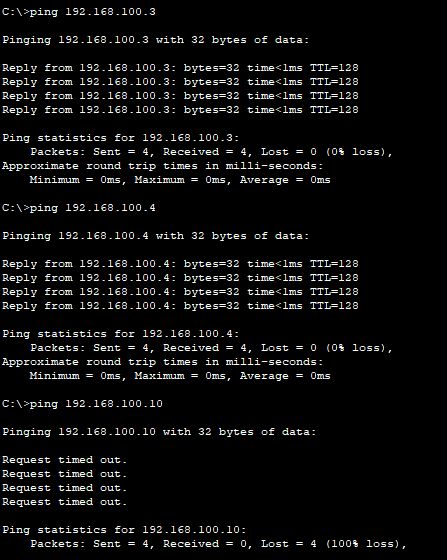 C:\>ping 192.168.100.3
Pinging 192.168.100.3 with 32 bytes of data:
Reply from 192.168.100.3: bytes=32 time<1ms TTL=128
Reply from 192.168.100.3: bytes=32 time<1ms TTL=128
Reply from 192.168.100.3: bytes=32 time<1ms TTL=128
Reply from 192.168.100.3: bytes=32 time<1ms TTL=128
Ping statistics for 192.168.100.3:
    Packets: Sent = 4, Received = 4, Lost = 0 (0% loss),
Approximate round trip times in milli-seconds:
    Minimum = 0ms, Maximum = 0ms, Average = 0ms
C:\>ping 192.168.100.4
Pinging 192.168.100.4 with 32 bytes of data:
Reply from 192.168.100.4: bytes=32 time<1ms TTL=128
Reply from 192.168.100.4: bytes=32 time<1ms TTL=128
Reply from 192.168.100.4: bytes=32 time<1ms TTL=128
Reply from 192.168.100.4: bytes=32 time<1ms TTL=128
Ping statistics for 192.168.100.4:
    Packets: Sent = 4, Received = 4, Lost = 0 (0% loss),
Approximate round trip times in milli-seconds:
    Minimum = 0ms, Maximum = 0ms, Average = 0ms
C:\>ping 192.168.100.10
Pinging 192.168.100.10 with 32 bytes of data:
Request timed out.
Request timed out.
Request timed out.
Request timed out.
Ping statistics for 192.168.100.10:
    Packets: Sent = 4, Received = 0, Lost = 4 (100% loss),